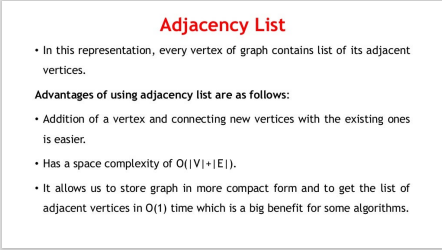 Adjacency List
• In this representation, every vertex of graph contains list of its adjacent
vertices.
Advantages of using adjacency list are as follows:
• Addition of a vertex and connecting new vertices with the existing ones
is easier.
• Has a space complexity of O(|V|+|E|).
• It allows us to store graph in more compact form and to get the list of
adjacent vertices in O(1) time which is a big benefit for some algorithms.